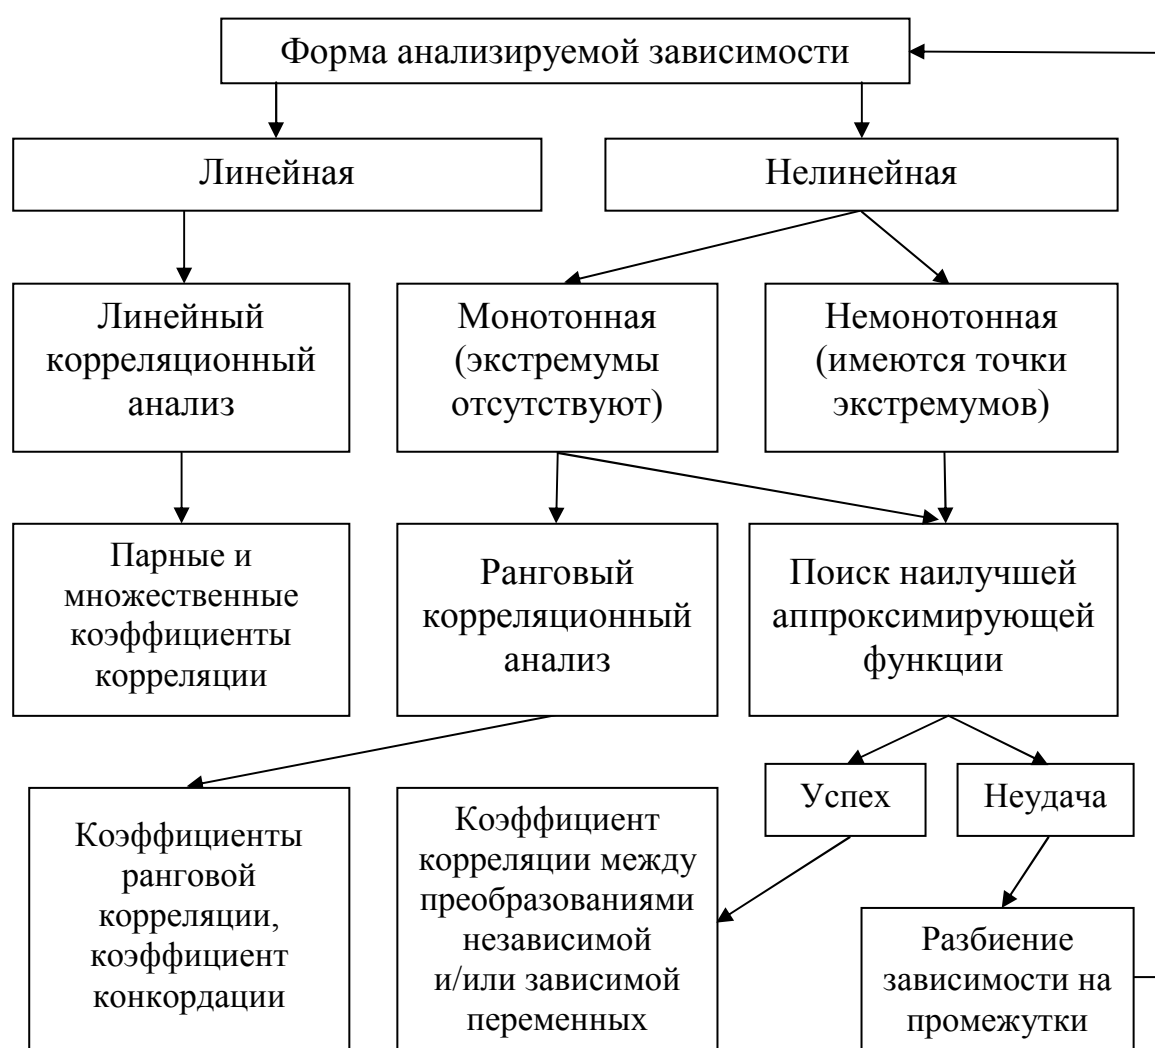 Форма анализируемой зависимости
Линейная
Нелинейная
Линейный
корреляционный
анализ
Монотонная
(экстремумы
отсутствуют)
Немонотонная
(имеются точки
экстремумов)
Парные и
множественные
коэффициенты
корреляции
Ранговый
корреляционный
анализ
Поиск наилучшей
аппроксимирующей
функции
Успех
Неудача
Коэффициенты
ранговой
корреляции,
коэффициент
конкордации
Коэффициент
корреляции между
преобразованиями
независимой
и/или зависимой
переменных
Разбиение
зависимости на
промежутки